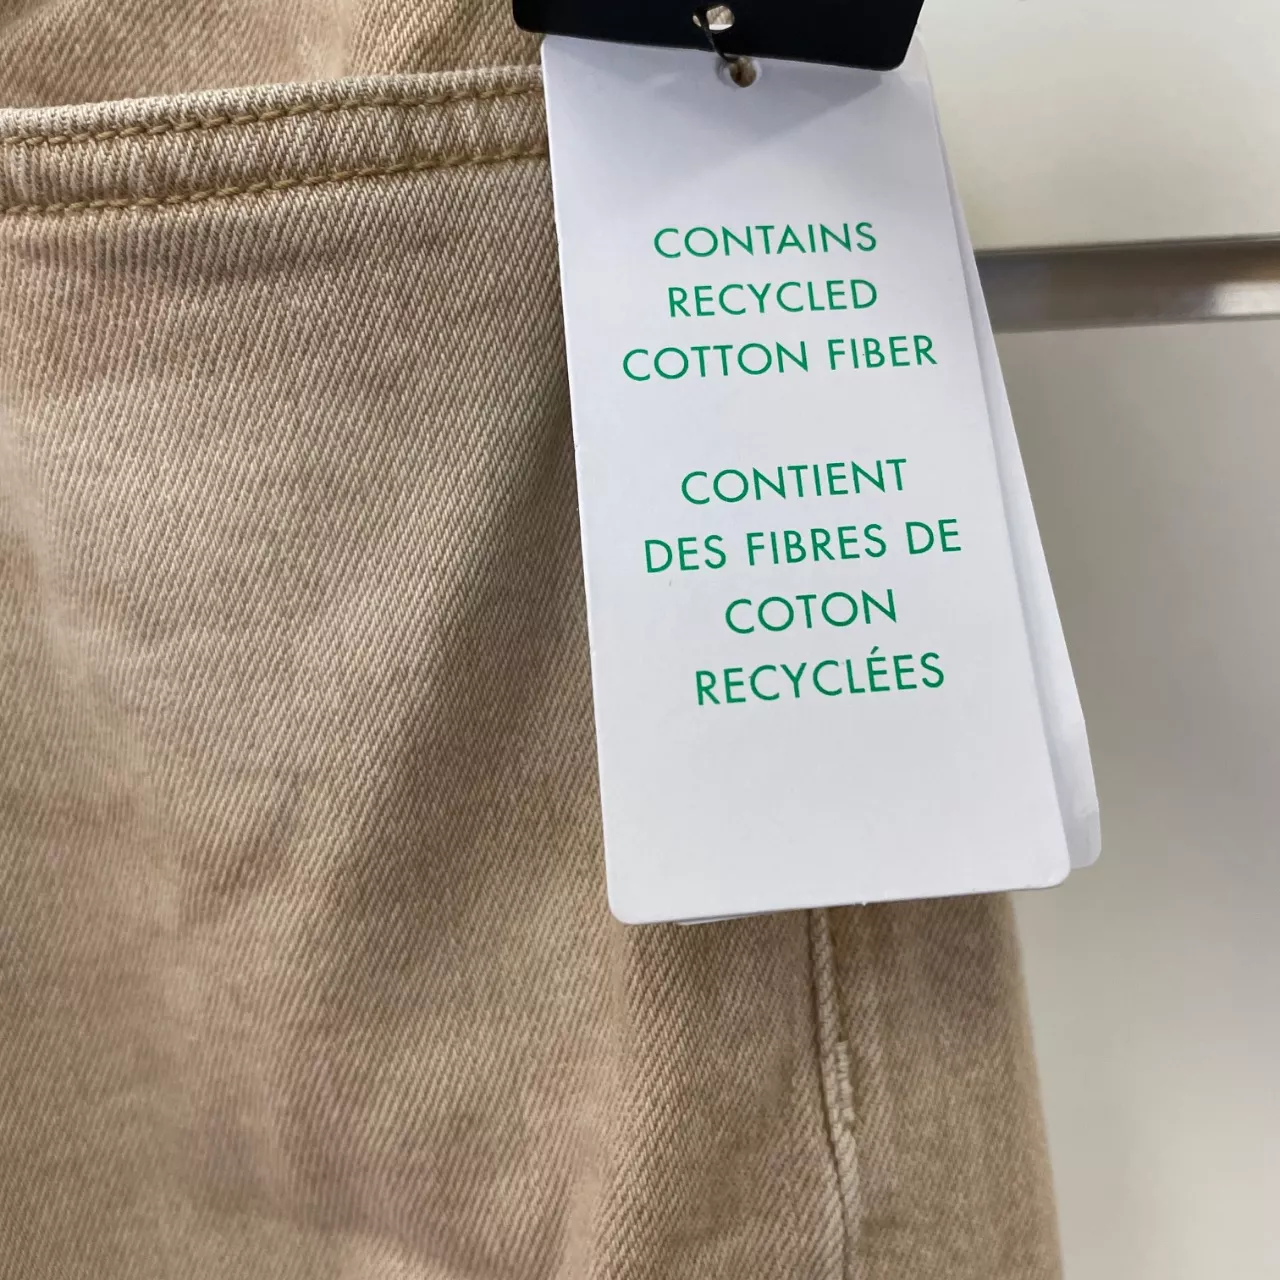 CONTAINS
RECYCLED
COTTON FIBER
CONTIENT
DES FIBRES DE
COTON
RECYCLÉES